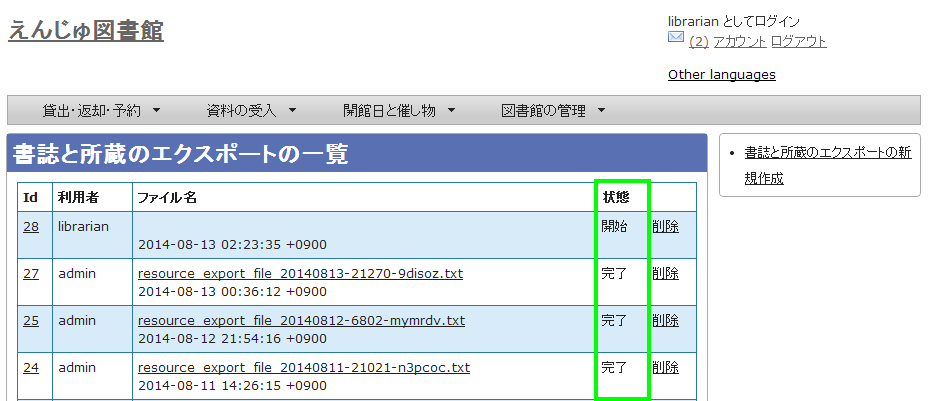 えんじゅ図書館
librarian としてログイン
(2) アカウント ログアウト
Other languages
貸出・返却・予約 資料の受入 開館日と催し物 図書館の管理
書誌と所蔵のエクスポートの一覧
書誌と所蔵のエクスポートの新
規作成
Id 利用者 ファイル名 状態
28 librarian 開始 削除
2014-08-13 02:23:35 +0900
27 admin resource_export_file_20140813-21270-9disoz.txt 完了 削除
2014-08-13 00:36:12 +0900
25 admin resource_export_file_20140812-6802-mymrdv.txt 完了 削除
2014-08-12 21:54:16 +0900
24 admin resource_export_file_20140811-21021-n3pcoc.txt 完了 削除
2014-08-11 14:26:15 +0900